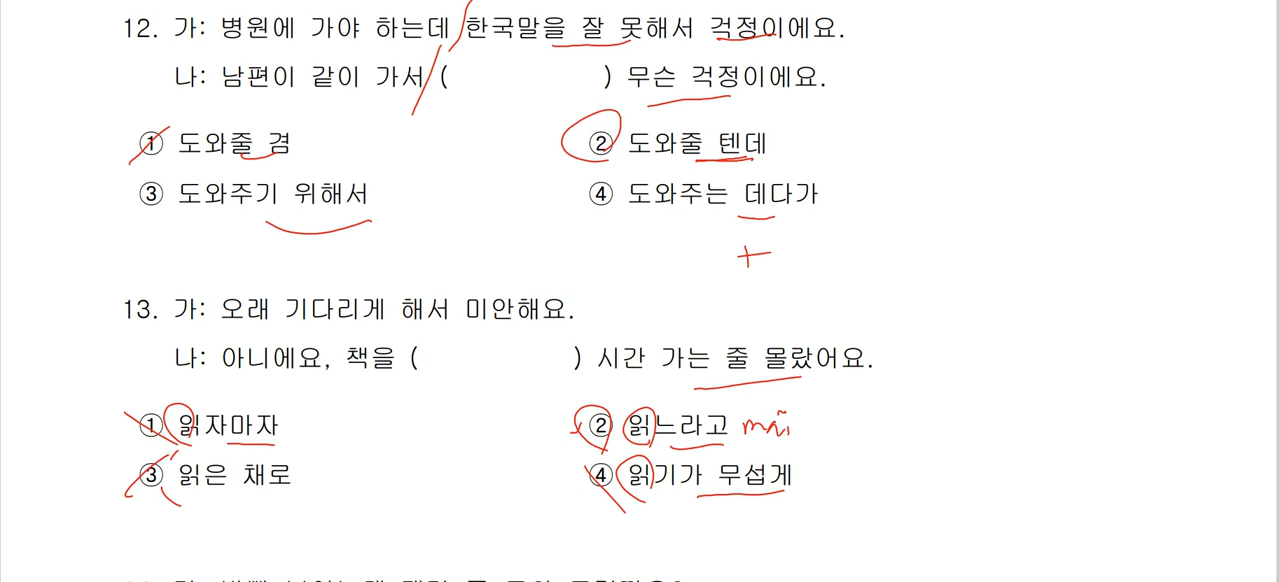 12. 가: 병원에 가야 하는데 한국말을 잘 못해서 걱정이에요.
나: 남편이 같이 가서 ( ) 무슨 걱정이에요.
① 도와줄 겸 ② 도와줄 텐데
③ 도와주기 위해서 ④ 도와주는 데다가
+
13. 가: 오래 기다리게 해서 미안해요.
나: 아니에요, 책을 ( ) 시간 가는 줄 몰랐어요.
① 읽자마자 ② 읽느라고 mãi
③ 읽은 채로 ④ 읽기가 무섭게